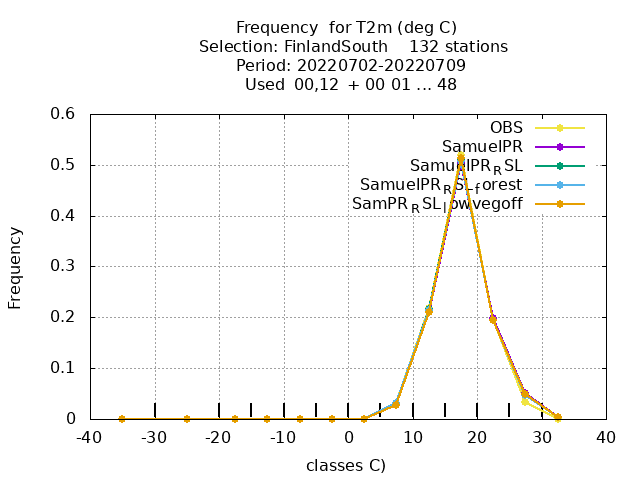 Frequency  for T2m (deg C)
Selection: FinlandSouth    132 stations
Period: 20220702-20220709
Used  00,12  + 00 01 ... 48
OBS
SamuelPR
SamuelPR_RSL
SamuelPR_RSL_forest
SamPR_RSL_lowvegoff
Frequency
0.6
0.5
0.4
0.3
0.2
0.1
0
-40 -30 -20 -10 0 10 20 30 40
classes C)